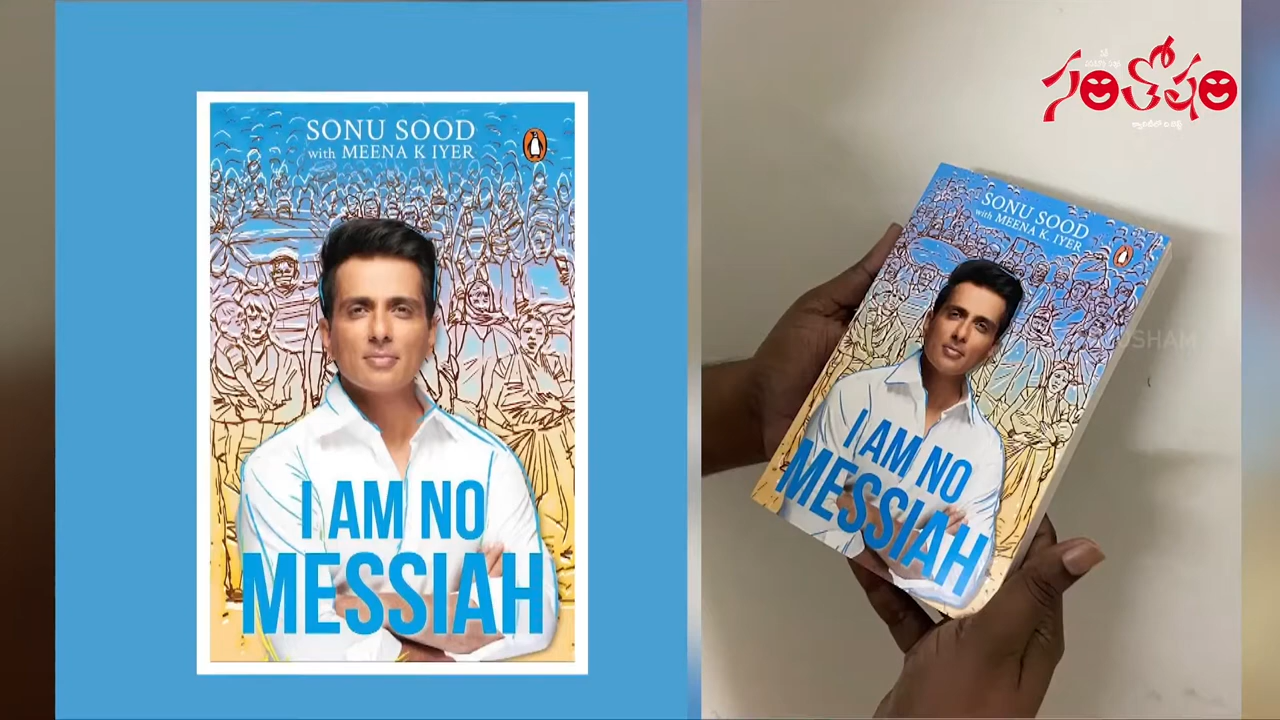 SONU SOOD
with MEENA K IYER
I AM NO
MESSIAH
సంతోషం
SONU SOOD
with MEENA K. IYER
I AM NO
MESSIAH